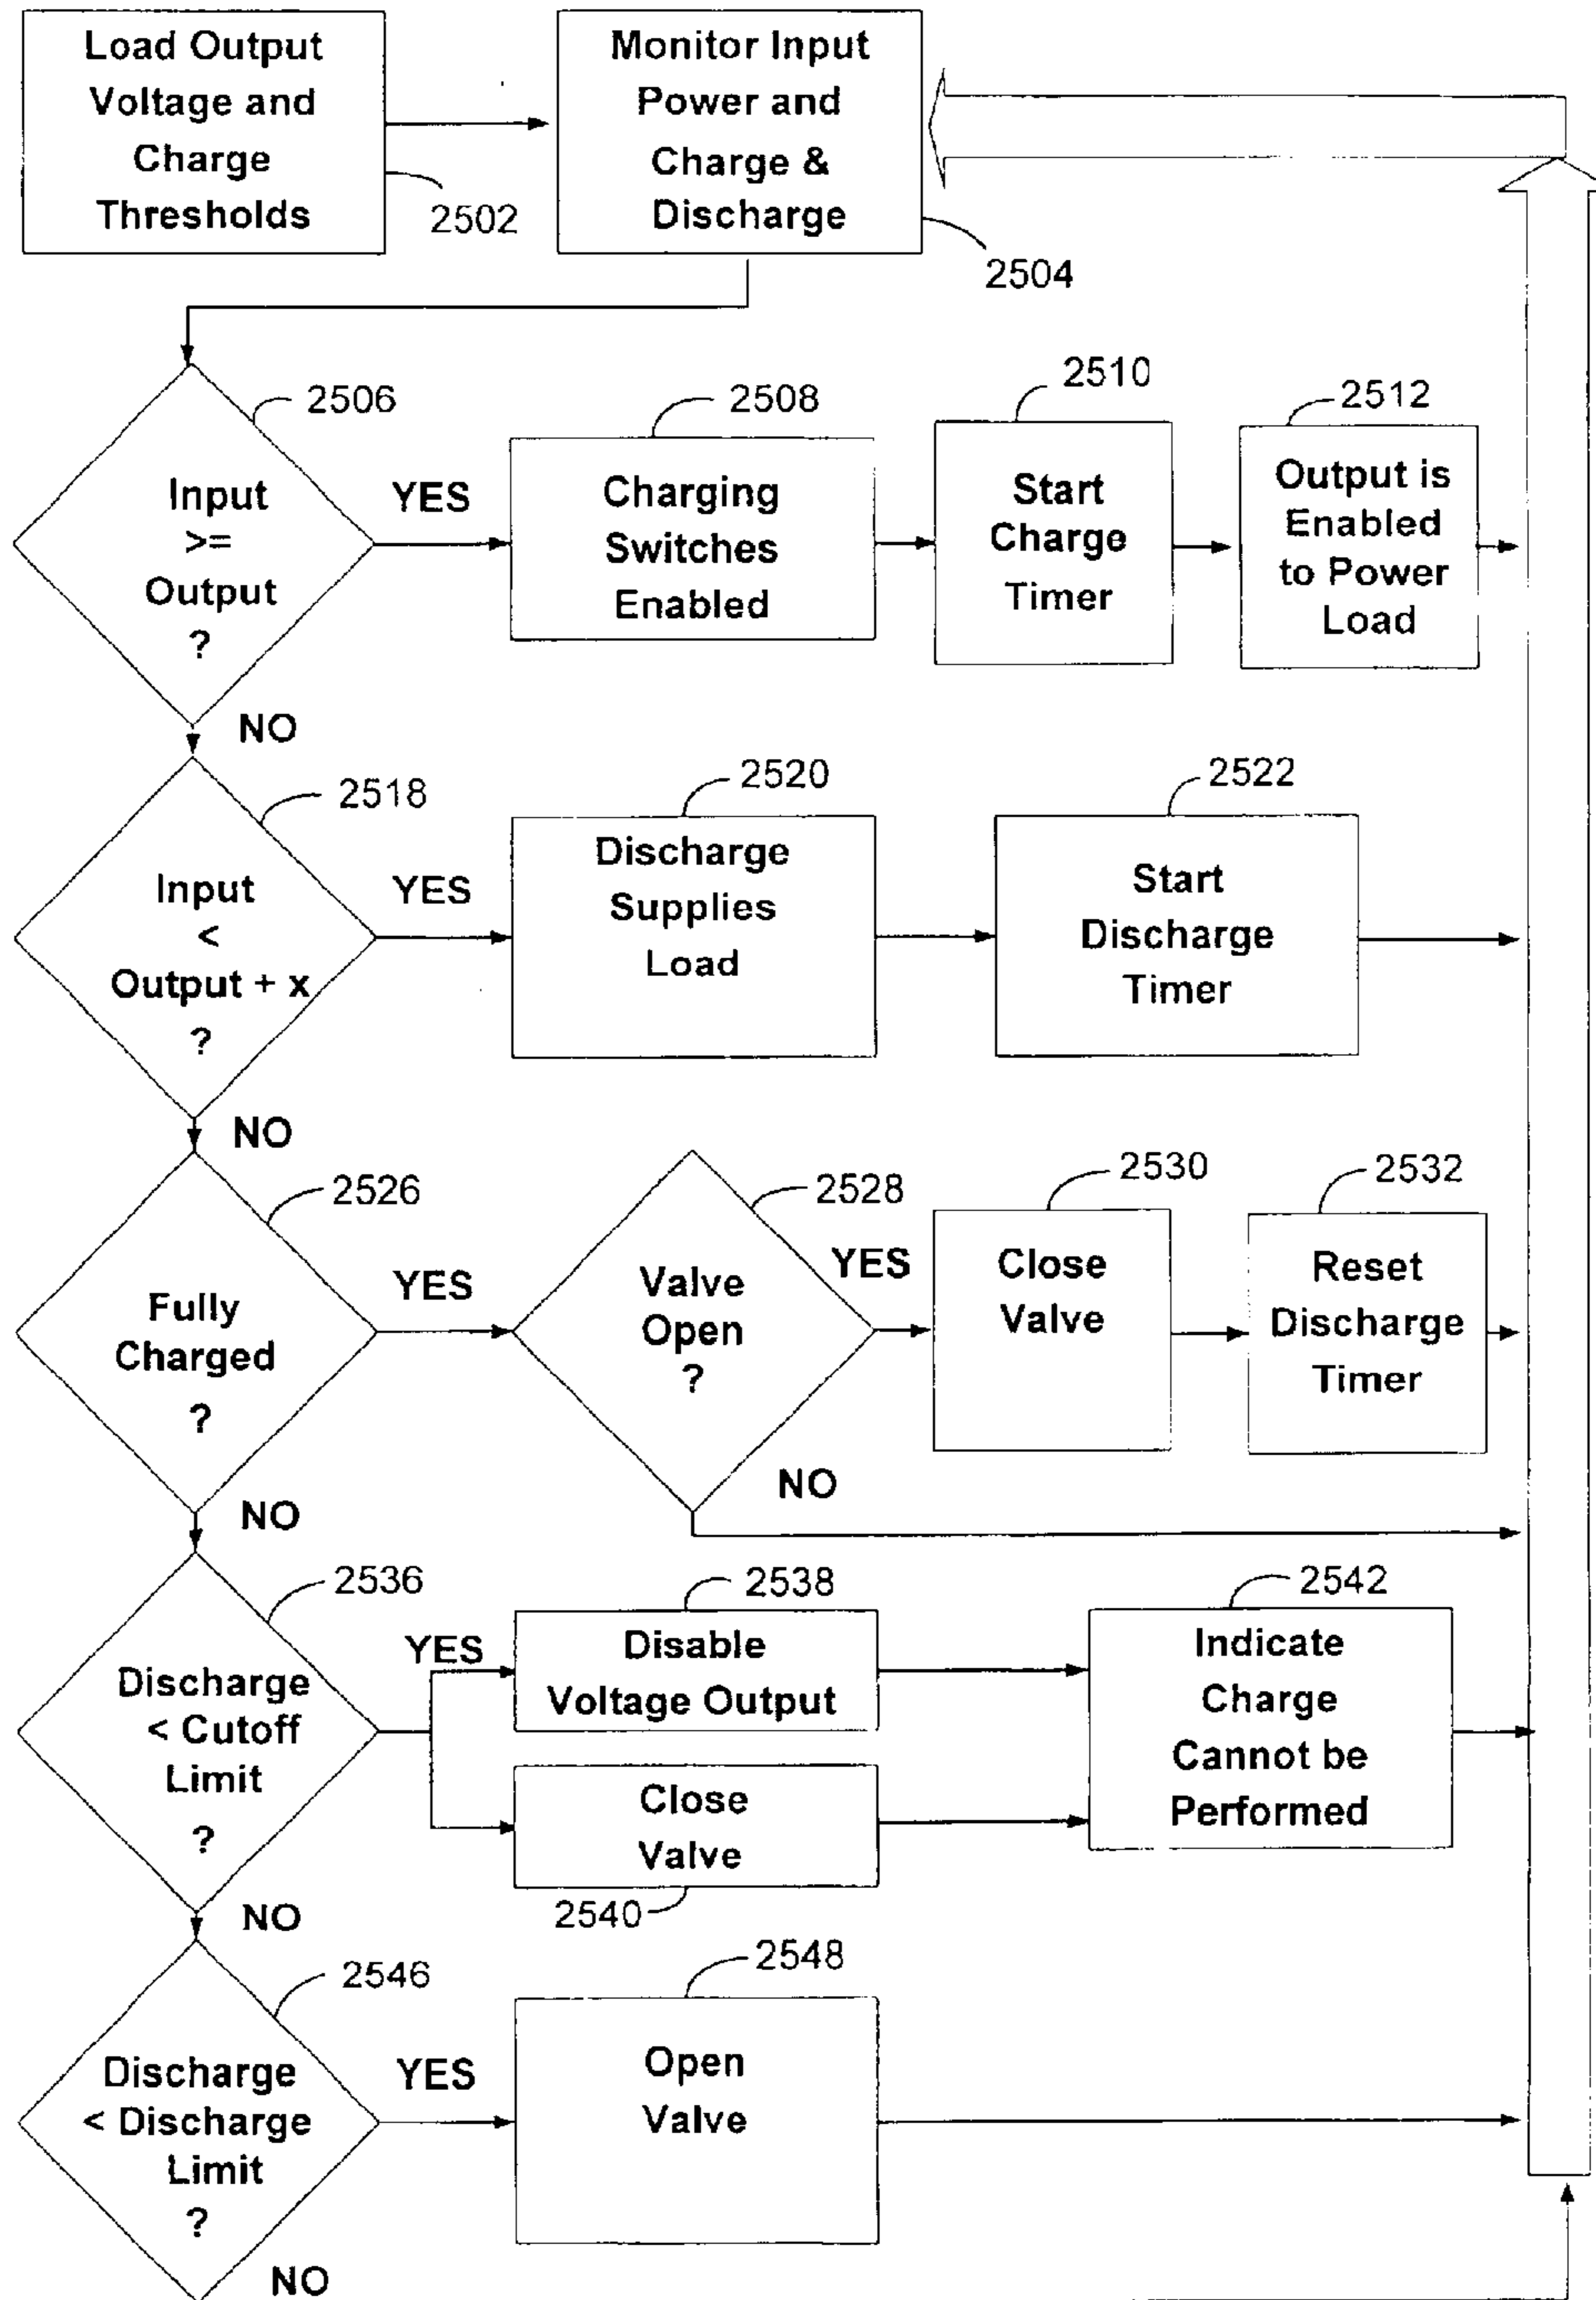 Load Output
Voltage and
Charge
Thresholds
2502
Monitor Input
Power and
Charge &
Discharge
2504
Input
>=
Output
?
2506
YES
NO
Charging
Switches
Enabled
2508
Start
Charge
Timer
2510
Output is
Enabled
to Power
Load
2512
Input
<
Output + x
?
2518
YES
NO
Discharge
Supplies
Load
2520
Start
Discharge
Timer
2522
Fully
Charged
?
2526
YES
NO
Valve
Open
?
2528
YES
NO
Close
Valve
2530
Reset
Discharge
Timer
2532
Discharge
< Cutoff
Limit
?
2536
YES
NO
Disable
Voltage Output
2538
Close
Valve
2540
Indicate
Charge
Cannot be
Performed
2542
Discharge
< Discharge
Limit
?
2546
YES
NO
Open
Valve
2548